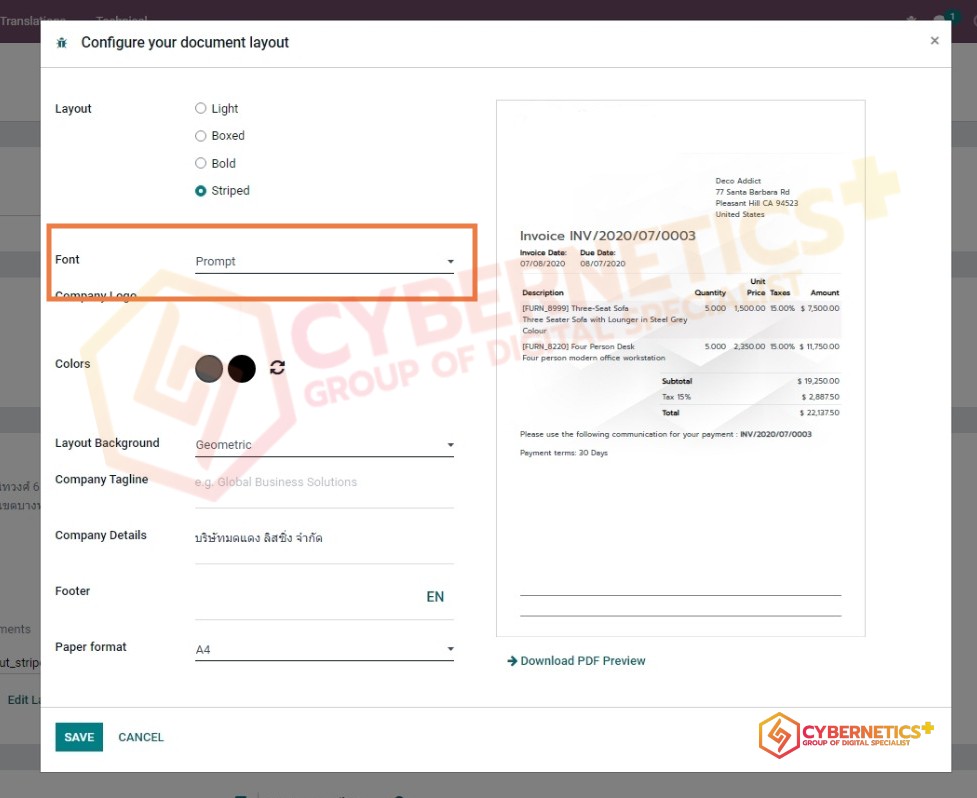 Translations Technical
1
Configure your document layout
×
Layout
Light
Boxed
Bold
Striped
Font
Prompt
Company Logo
Colors
Layout Background
Geometric
Company Tagline
e.g. Global Business Solutions
Company Details
บริษัทมดแดง ลิสซิ่ง จำกัด
Footer
EN
Paper format
A4
Deco Addict
77 Santa Barbara Rd
Pleasant Hill CA 94523
United States
Invoice INV/2020/07/0003
Invoice Date: Due Date:
07/08/2020 08/07/2020
Description Quantity Unit Price Taxes Amount
[FURN_8999] Three-Seat Sofa 5.000 1,500.00 15.00% $ 7,500.00
Three Seater Sofa with Lounger in Steel Grey
Colour
[FURN_8220] Four Person Desk 5.000 2,350.00 15.00% $ 11,750.00
Four person modern office workstation
Subtotal $ 19,250.00
Tax 15% $ 2,887.50
Total $ 22,137.50
Please use the following communication for your payment : INV/2020/07/0003
Payment terms: 30 Days
Download PDF Preview
CYBERNETICS+
GROUP OF DIGITAL SPECIALIST
SAVE CANCEL
CYBERNETICS+
GROUP OF DIGITAL SPECIALIST
Edit